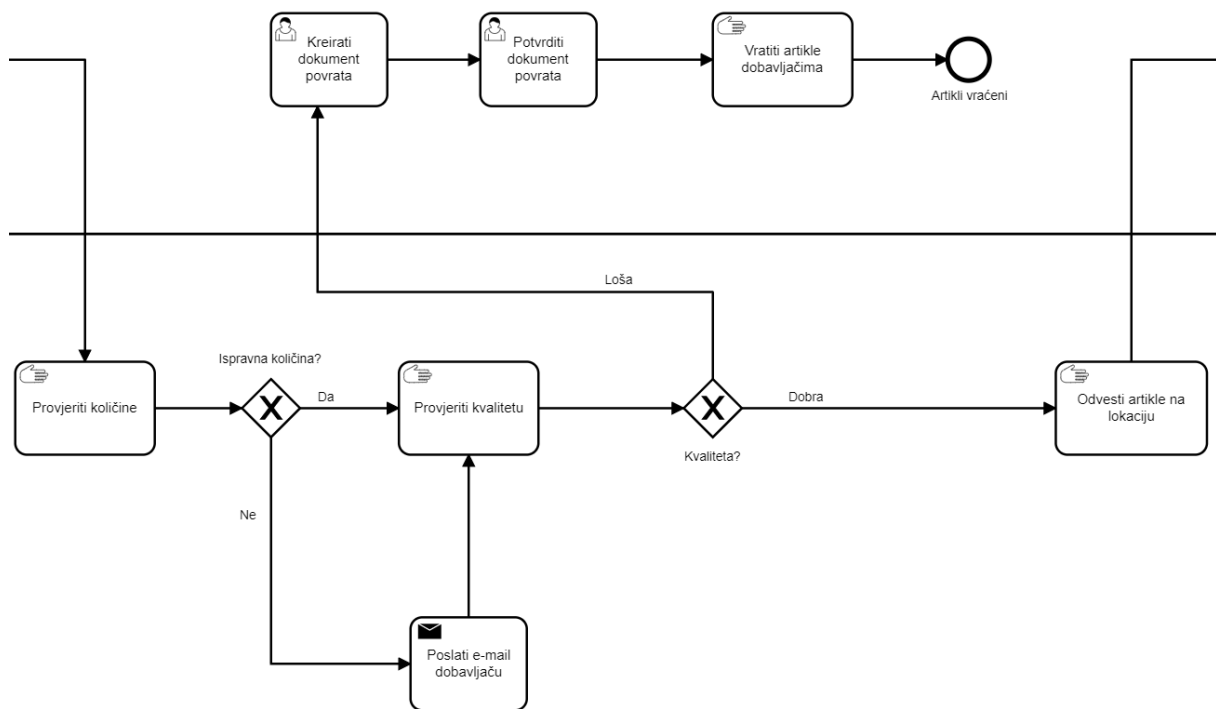 Kreirati
dokument
povrata
Potvrditi
dokument
povrata
Vratiti artikle
dobavljačima
Artikli vraćeni
Loša
Provjeriti količine
Ispravna količina?
Da
Provjeriti kvalitetu
Kvaliteta?
Dobra
Odvesti artikle na
lokaciju
Ne
Poslati e-mail
dobavljaču